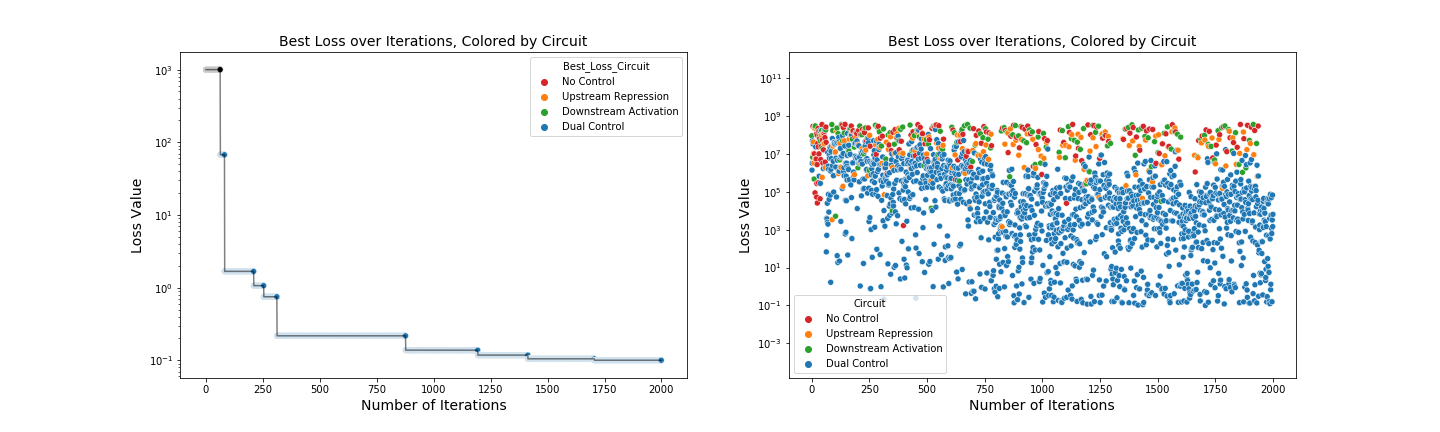 Best Loss over Iterations, Colored by Circuit
Loss Value
10³
10²
10¹
10⁰
10⁻¹
Best_Loss_Circuit
No Control
Upstream Repression
Downstream Activation
Dual Control
0 250 500 750 1000 1250 1500 1750 2000
Number of Iterations
Best Loss over Iterations, Colored by Circuit
Loss Value
10¹¹
10⁹
10⁷
10⁵
10³
10¹
10⁻¹
10⁻³
Circuit
No Control
Upstream Repression
Downstream Activation
Dual Control
0 250 500 750 1000 1250 1500 1750 2000
Number of Iterations